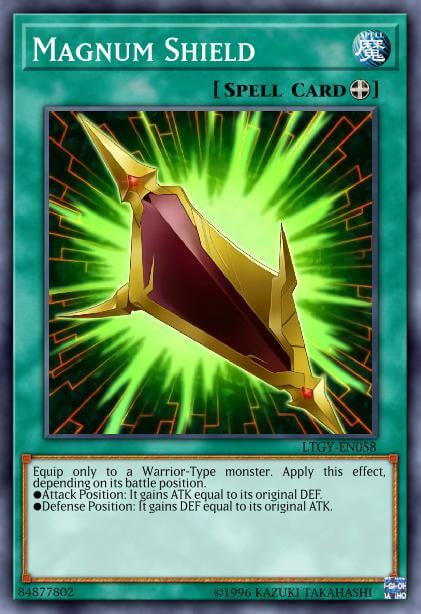 MAGNUM SHIELD
SPELL
魔
[SPELL CARD]
LTGY-EN058
Equip only to a Warrior-Type monster. Apply this effect,
depending on its battle position.
●Attack Position: It gains ATK equal to its original DEF.
●Defense Position: It gains DEF equal to its original ATK.
84877802
©1996 KAZUKI TAKAHASHI